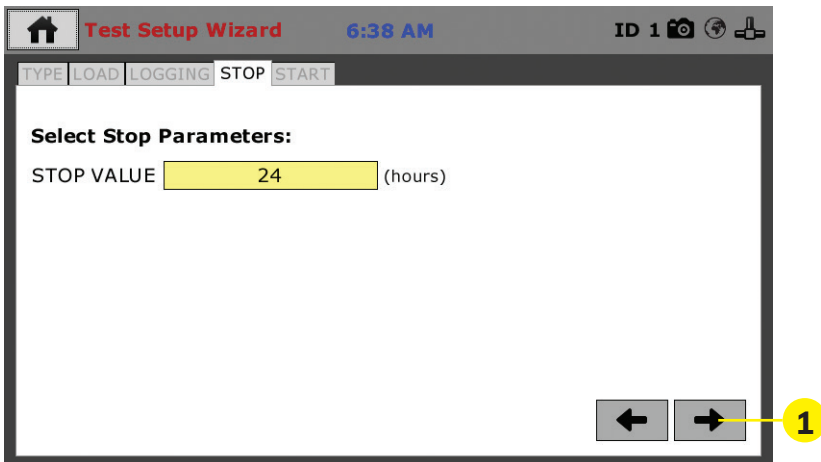 Test Setup Wizard 6:38 AM ID 1
TYPE LOAD LOGGING STOP START
Select Stop Parameters:
STOP VALUE 24 (hours)
1